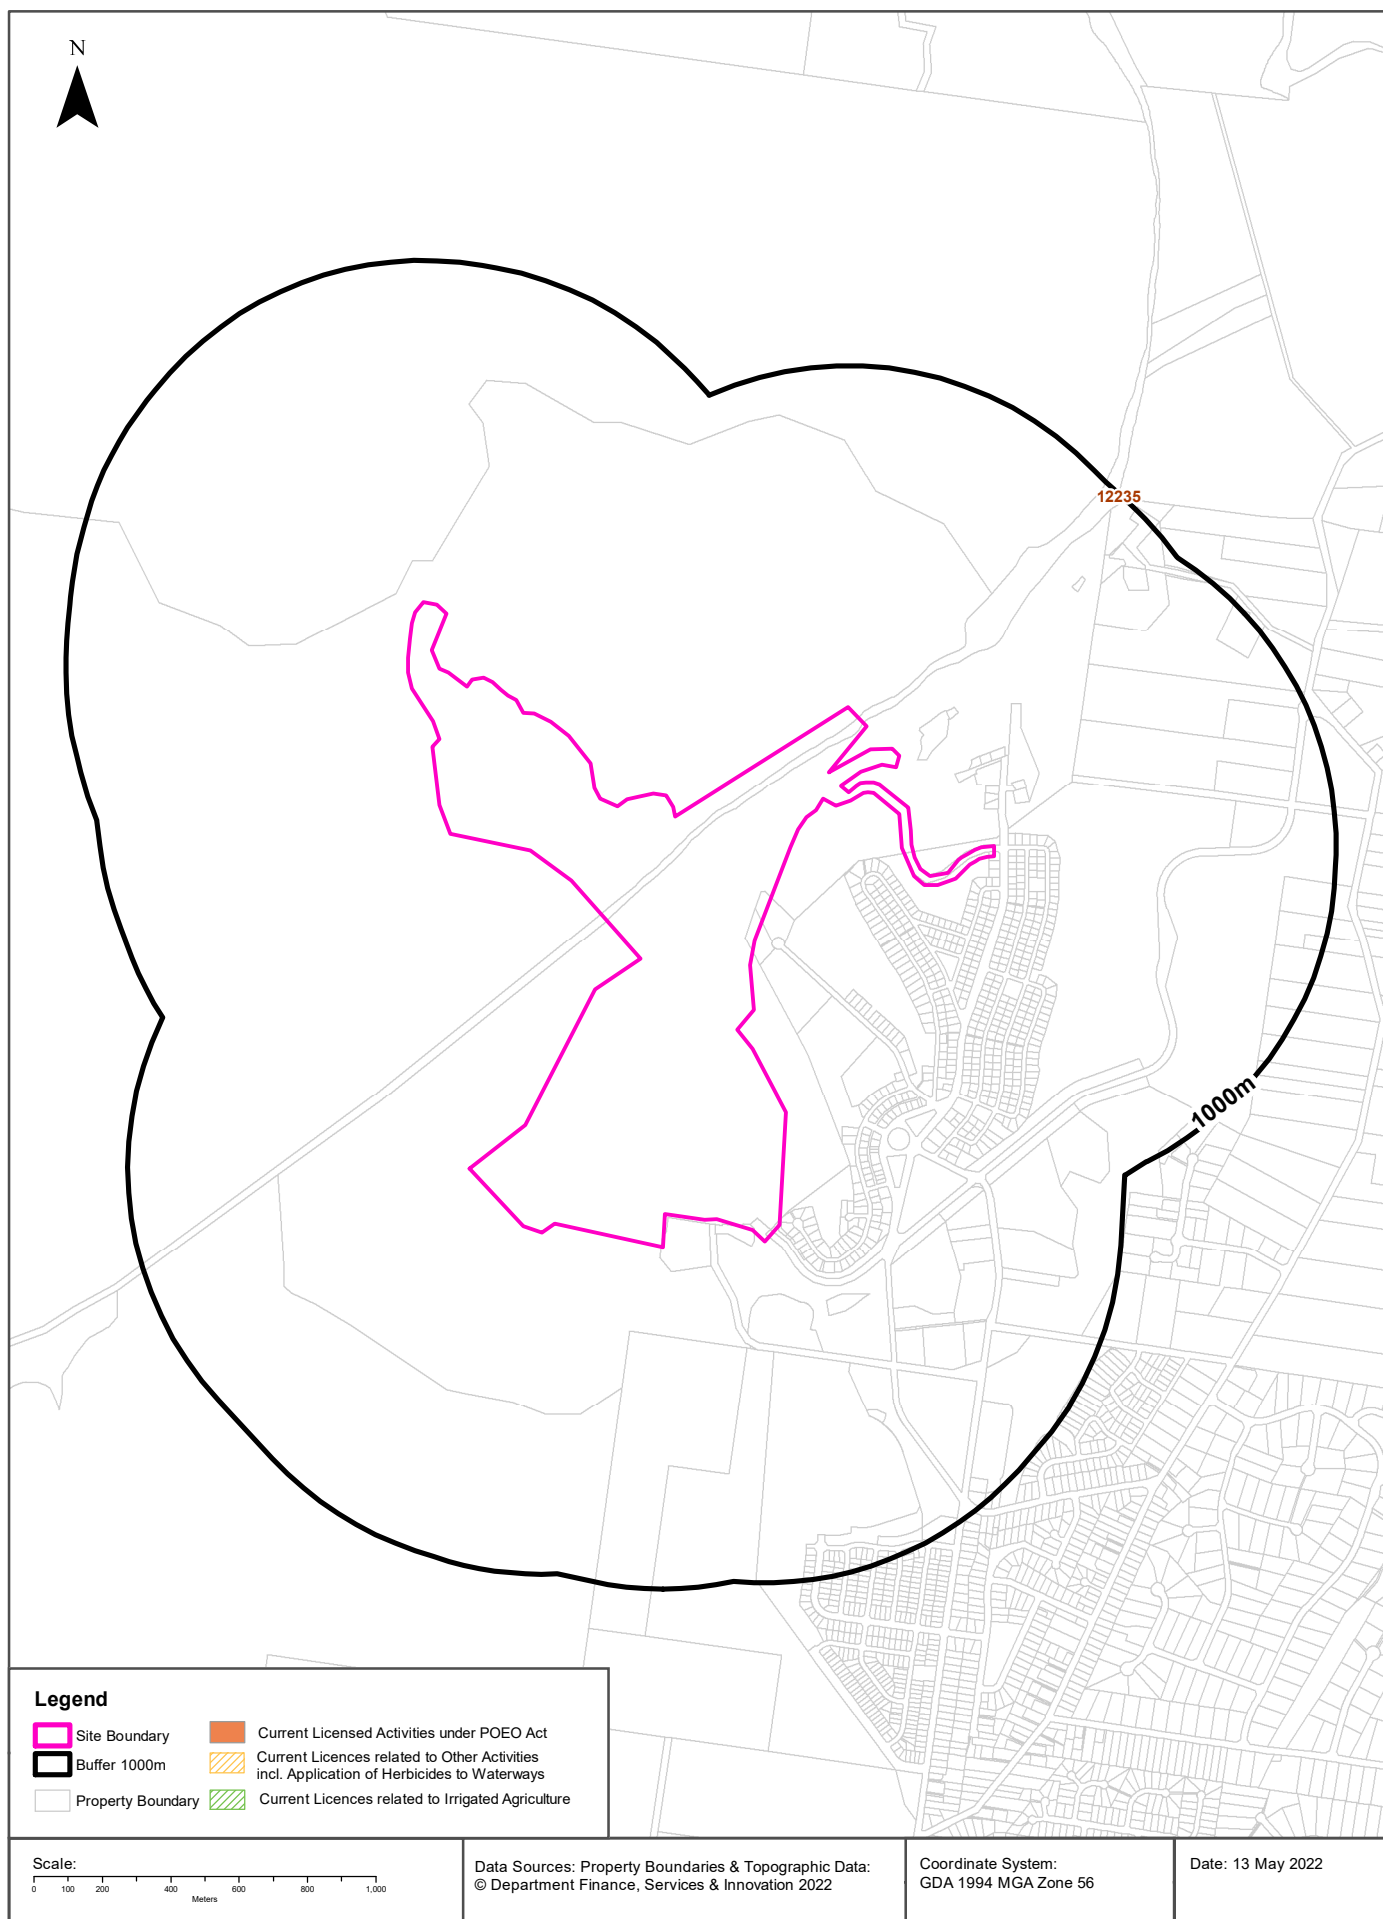 N
12235
1000m
Legend
Site Boundary
Buffer 1000m
Property Boundary
Current Licensed Activities under POEO Act
Current Licences related to Other Activities
incl. Application of Herbicides to Waterways
Current Licences related to Irrigated Agriculture
Scale:
0 100 200 400 600 800 1,000
Meters
Data Sources: Property Boundaries & Topographic Data:
© Department Finance, Services & Innovation 2022
Coordinate System:
GDA 1994 MGA Zone 56
Date: 13 May 2022